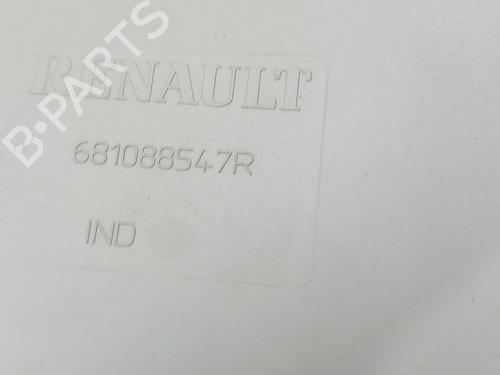 B-PARTS
RENAULT
681088547R
IND